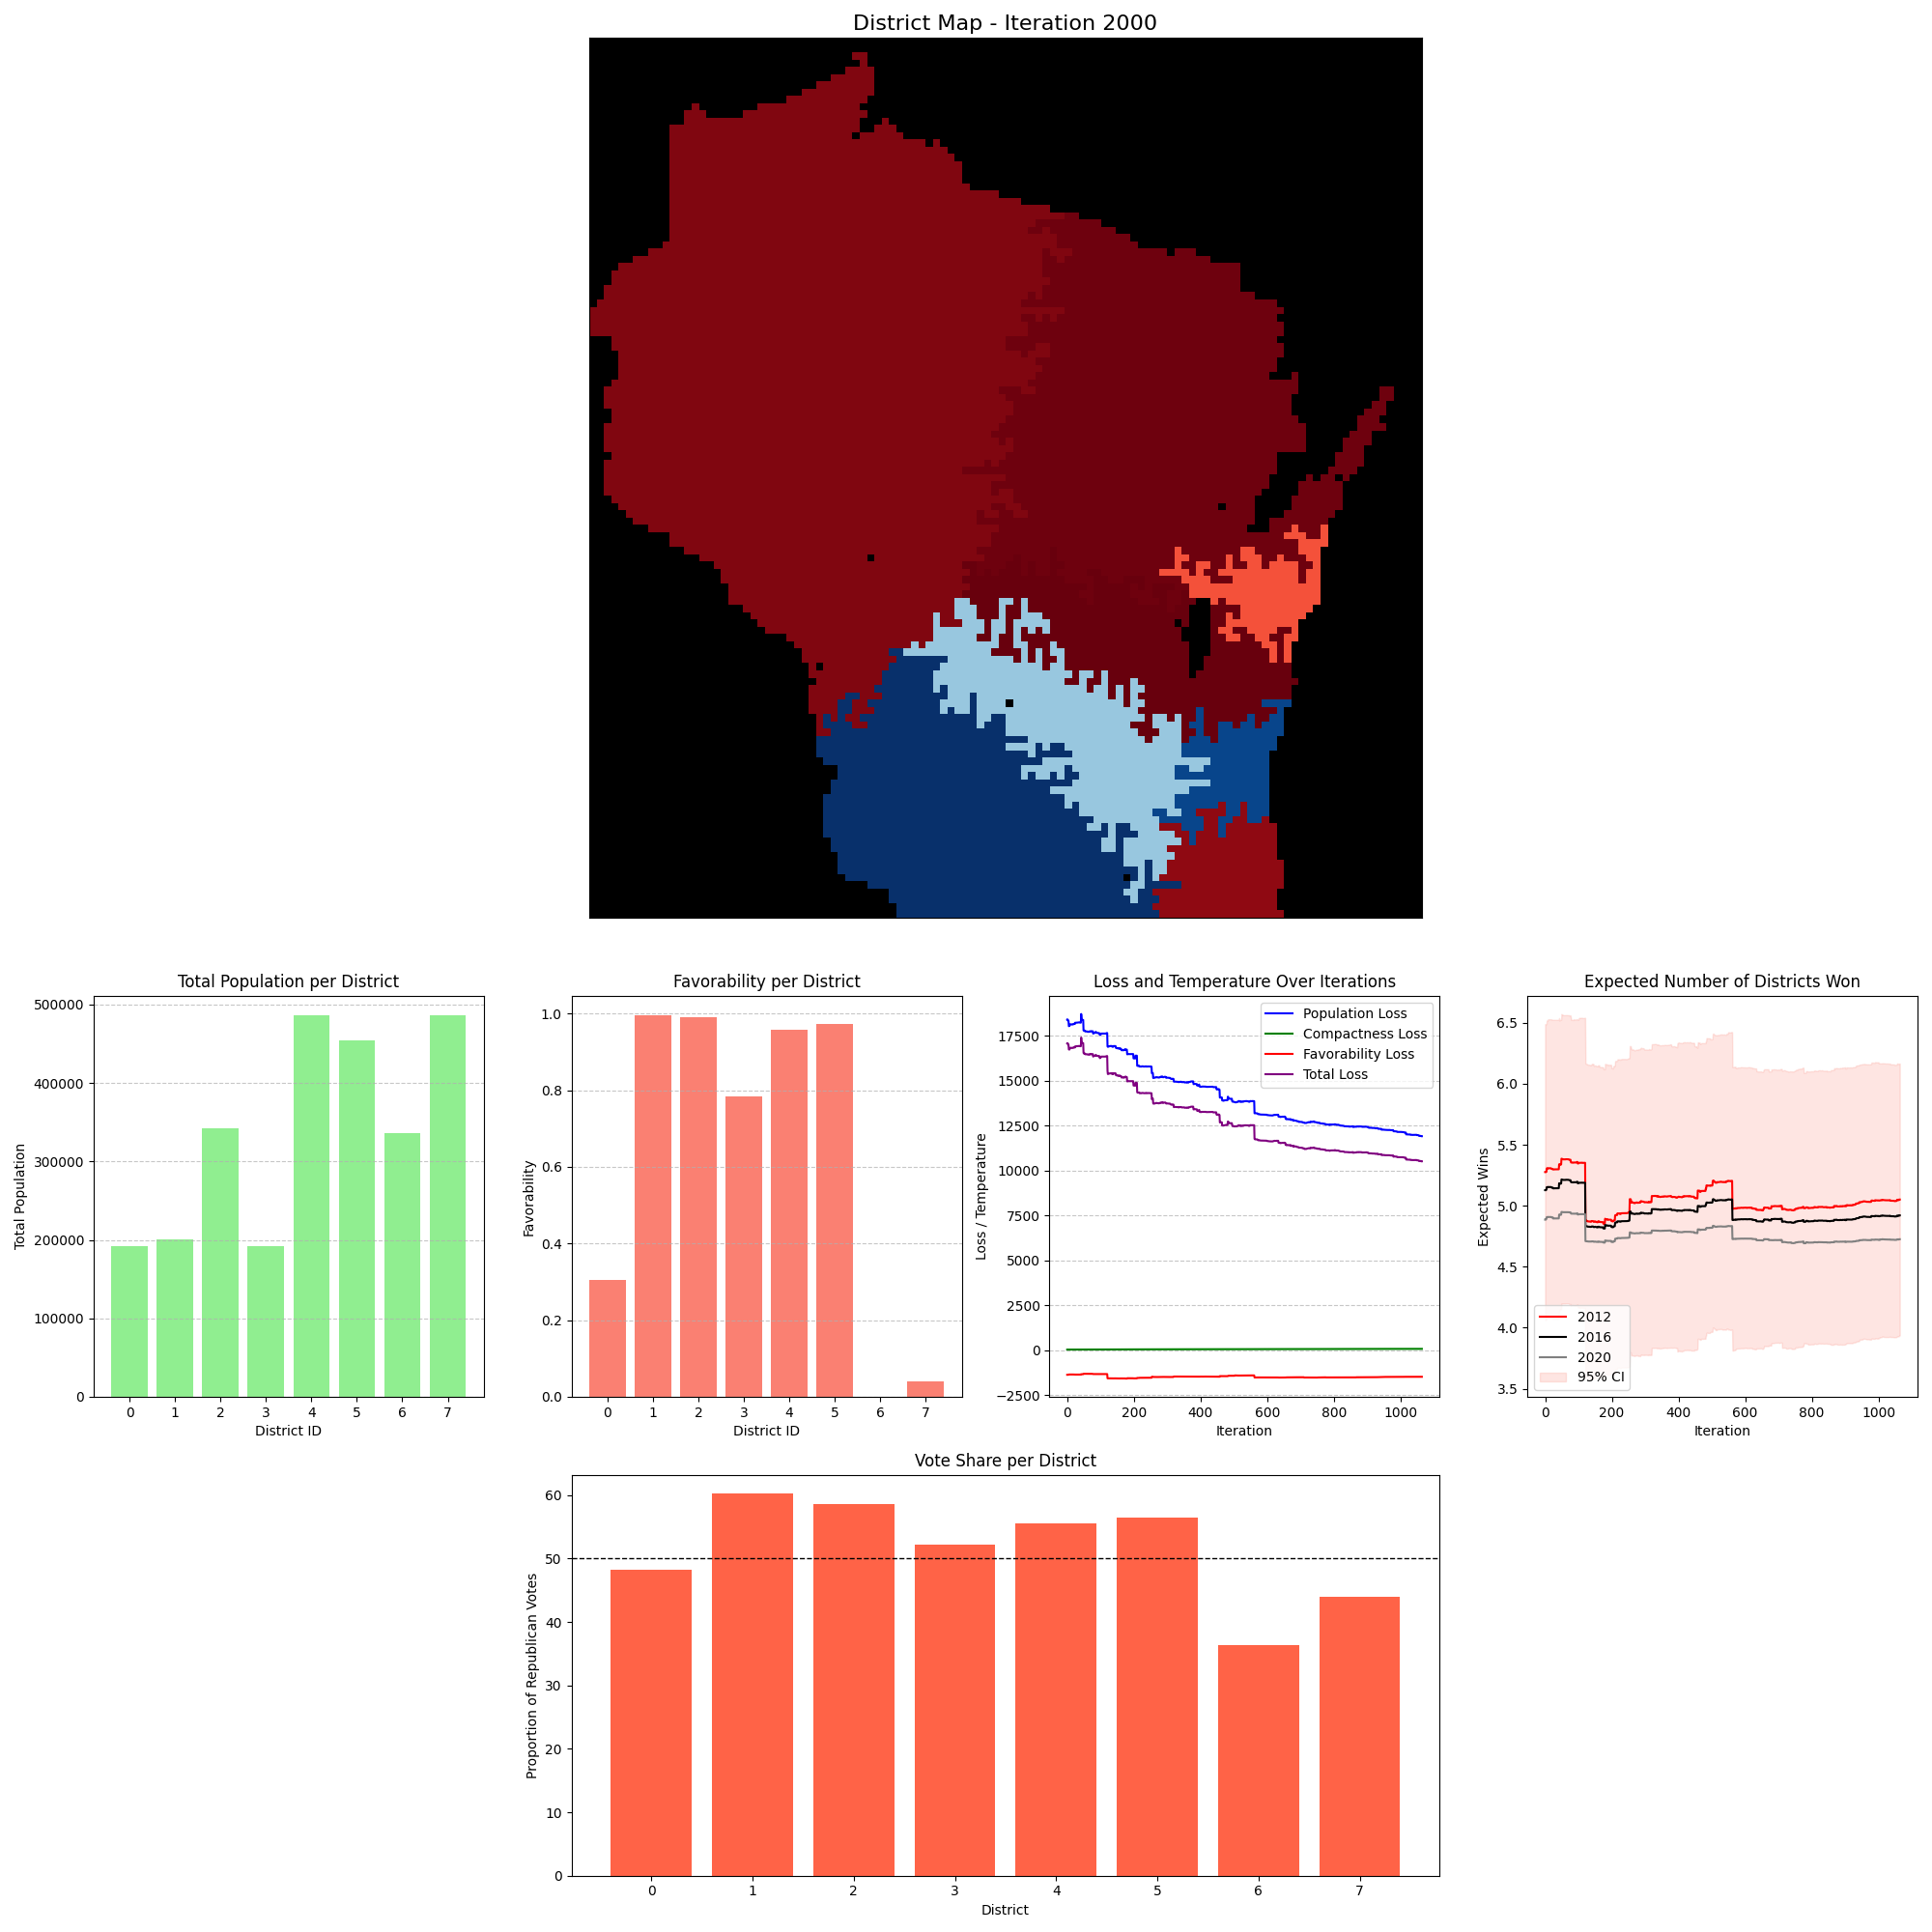 District Map - Iteration 2000
Total Population per District
Total Population
500000
400000
300000
200000
100000
0
0 1 2 3 4 5 6 7
District ID
Favorability per District
Favorability
1.0
0.8
0.6
0.4
0.2
0.0
0 1 2 3 4 5 6 7
District ID
Loss and Temperature Over Iterations
Loss / Temperature
17500
15000
12500
10000
7500
5000
2500
0
−2500
Population Loss
Compactness Loss
Favorability Loss
Total Loss
0 200 400 600 800 1000
Iteration
Expected Number of Districts Won
Expected Wins
6.5
6.0
5.5
5.0
4.5
4.0
3.5
2012
2016
2020
95% CI
0 200 400 600 800 1000
Iteration
Vote Share per District
Proportion of Republican Votes
60
50
40
30
20
10
0
0 1 2 3 4 5 6 7
District